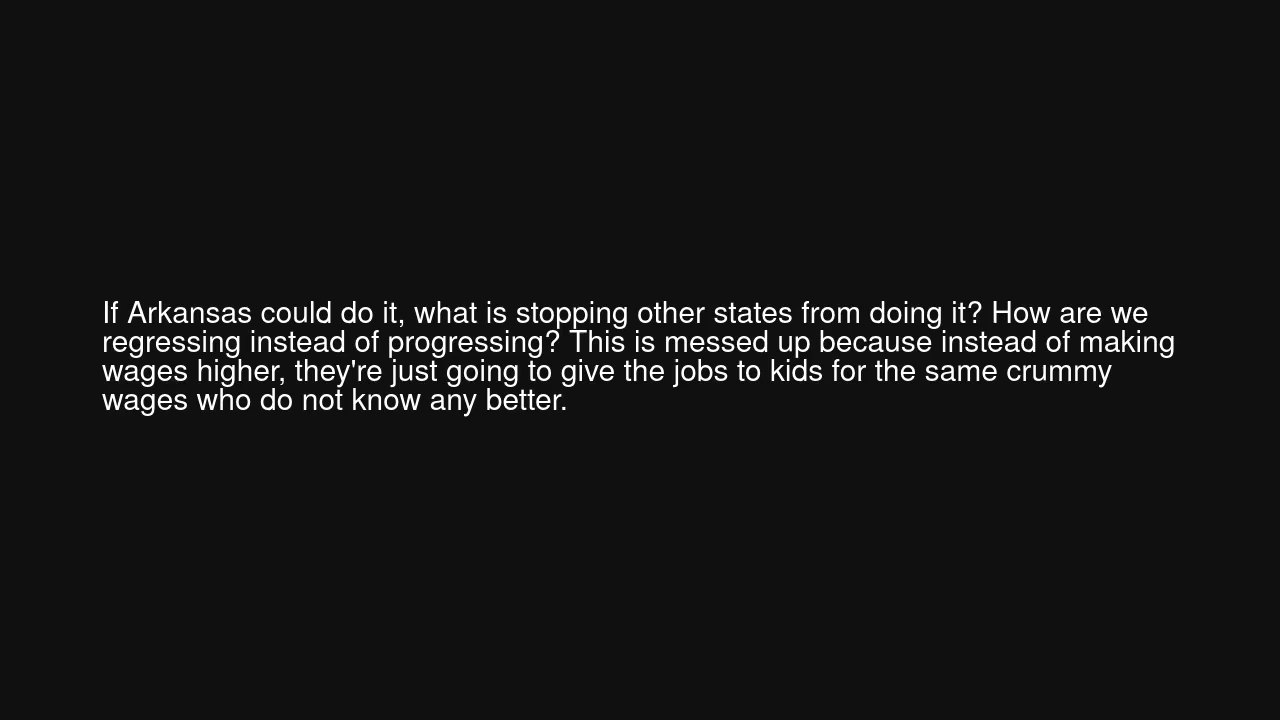 If Arkansas could do it, what is stopping other states from doing it? How are we
regressing instead of progressing? This is messed up because instead of making
wages higher, they're just going to give the jobs to kids for the same crummy
wages who do not know any better.